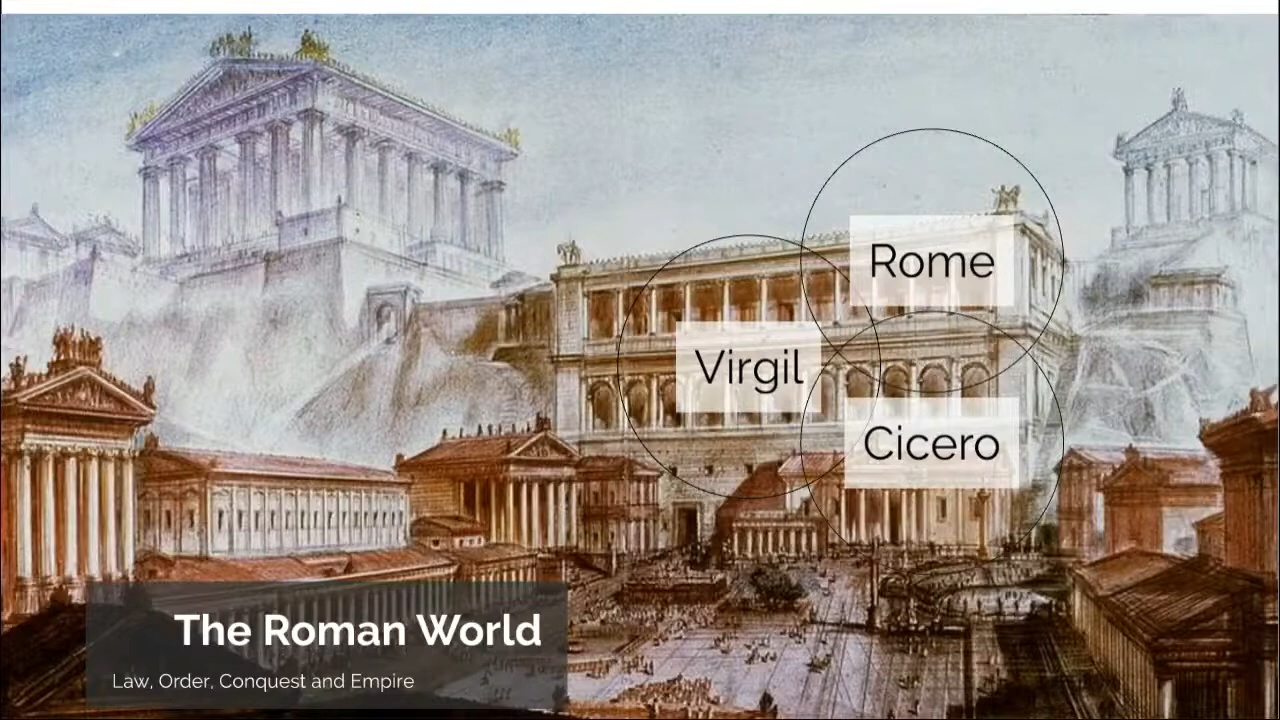 Rome
Virgil
Cicero
The Roman World
Law, Order, Conquest and Empire